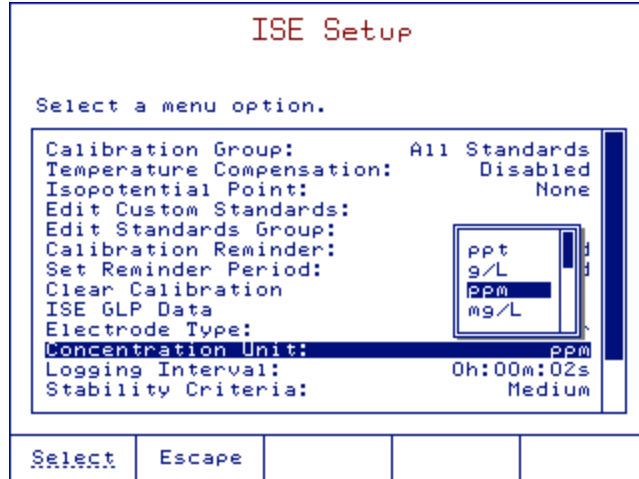 ISE Setup
Select a menu option.
Calibration Group: All Standards
Temperature Compensation: Disabled
Isopotential Point: None
Edit Custom Standards:
Edit Standards Group:
Calibration Reminder:
Set Reminder Period:
Clear Calibration
ISE GLP Data
Electrode Type:
ppt
g/L
ppm
mg/L
Concentration Unit: ppm
Logging Interval: 0h:00m:02s
Stability Criteria: Medium
Select Escape